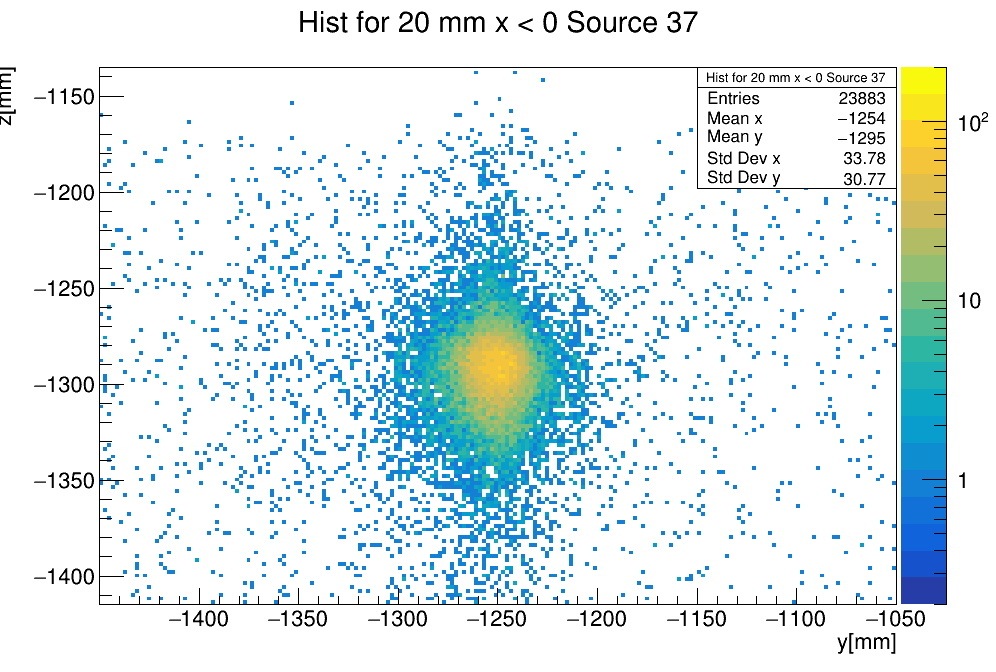 Hist for 20 mm x < 0 Source 37
z[mm]
−1150
−1200
−1250
−1300
−1350
−1400
Hist for 20 mm x < 0 Source 37
Entries 23883
Mean x −1254
Mean y −1295
Std Dev x 33.78
Std Dev y 30.77
10²
10
1
−1400 −1350 −1300 −1250 −1200 −1150 −1100 −1050
y[mm]